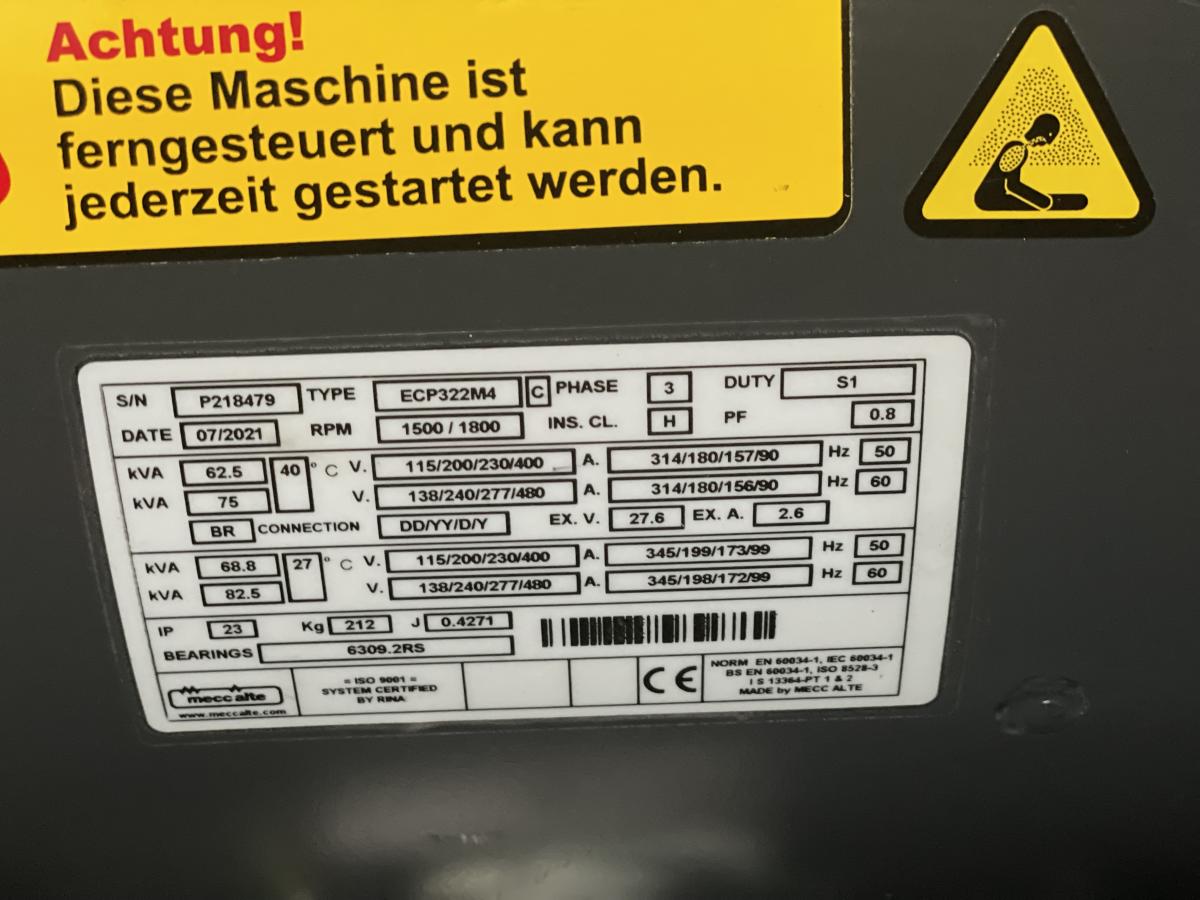 Achtung!
Diese Maschine ist
ferngesteuert und kann
jederzeit gestartet werden.
S/N P218479 TYPE ECP322M4 C PHASE 3 DUTY S1
DATE 07/2021 RPM 1500 / 1800 INS. CL. H PF 0.8
kVA 62.5 40 ° C V. 115/200/230/400 A. 314/180/157/90 Hz 50
kVA 75 V. 138/240/277/480 A. 314/180/156/90 Hz 60
BR CONNECTION DD/YY/D/Y EX. V. 27.6 EX. A. 2.6
kVA 68.8 27 ° C V. 115/200/230/400 A. 345/199/173/99 Hz 50
kVA 82.5 V. 138/240/277/480 A. 345/198/172/99 Hz 60
IP 23 Kg 212 J 0.4271
BEARINGS 6309.2RS
mecc alte
www.meccalte.com
= ISO 9001 =
SYSTEM CERTIFIED
BY RINA
CE
NORM EN 60034-1, IEC 60034-1
BS EN 60034-1, ISO 8528-3
I S 13364-PT 1 & 2
MADE by MECC ALTE